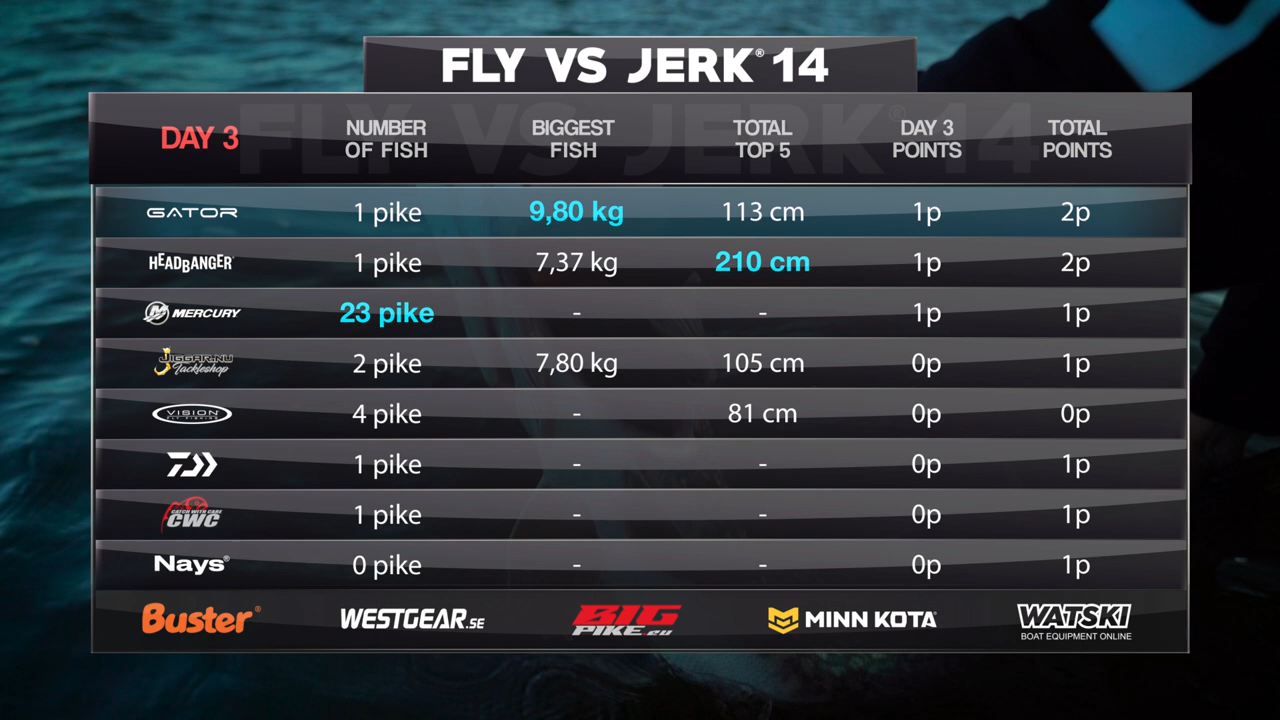 FLY VS JERK® 14
DAY 3
NUMBER OF FISH
BIGGEST FISH
TOTAL TOP 5
DAY 3 POINTS
TOTAL POINTS
GATOR 1 pike 9,80 kg 113 cm 1p 2p
HEADBANGER 1 pike 7,37 kg 210 cm 1p 2p
MERCURY 23 pike - - 1p 1p
JIGGAR.NU Tackleshop 2 pike 7,80 kg 105 cm 0p 1p
VISION FLY FISHING 4 pike - 81 cm 0p 0p
1 pike - - 0p 1p
CATCH WITH CARE CWC 1 pike - - 0p 1p
Nays® 0 pike - - 0p 1p
Buster® WESTGEAR.SE BIG PIKE.eu MINN KOTA WATSKI
BOAT EQUIPMENT ONLINE